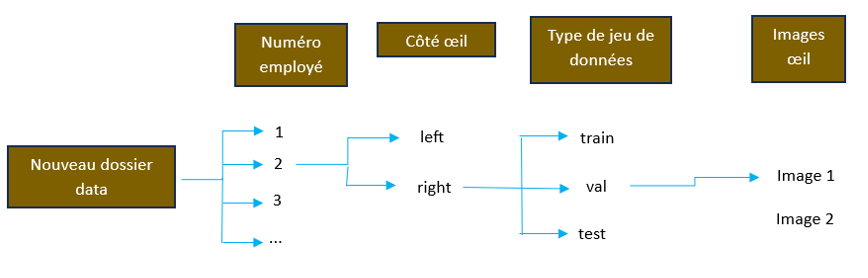 Numéro
employé
Côté œil
Type de jeu de
données
Images
œil
Nouveau dossier
data
1
2
3
...
left
right
train
val
test
Image 1
Image 2